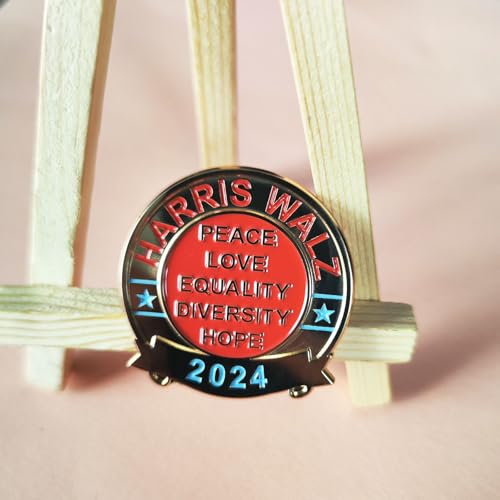 HARRIS WALZ
PEACE
LOVE
EQUALITY
DIVERSITY
HOPE
2024